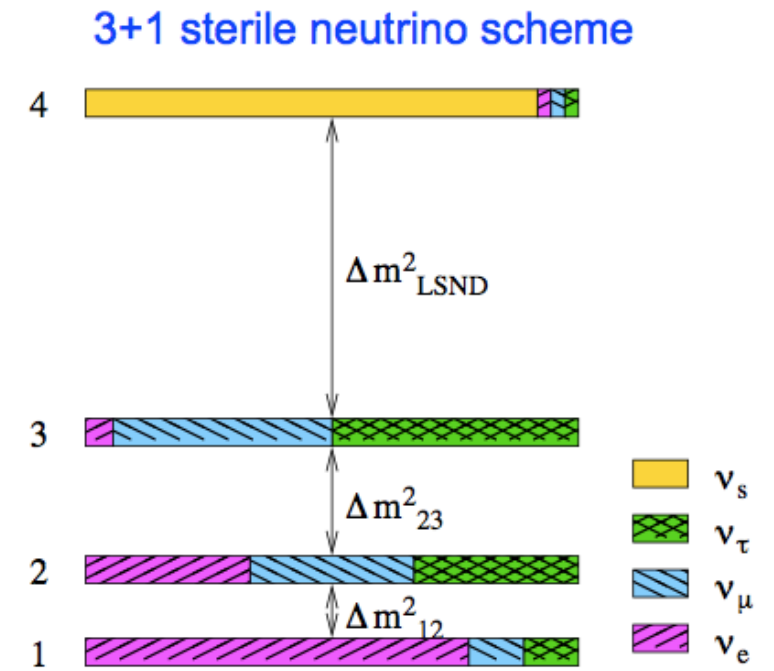 3+1 sterile neutrino scheme
4
Δm²LSND
3
Δm²23
2
Δm²12
1
νs
ντ
νμ
νe